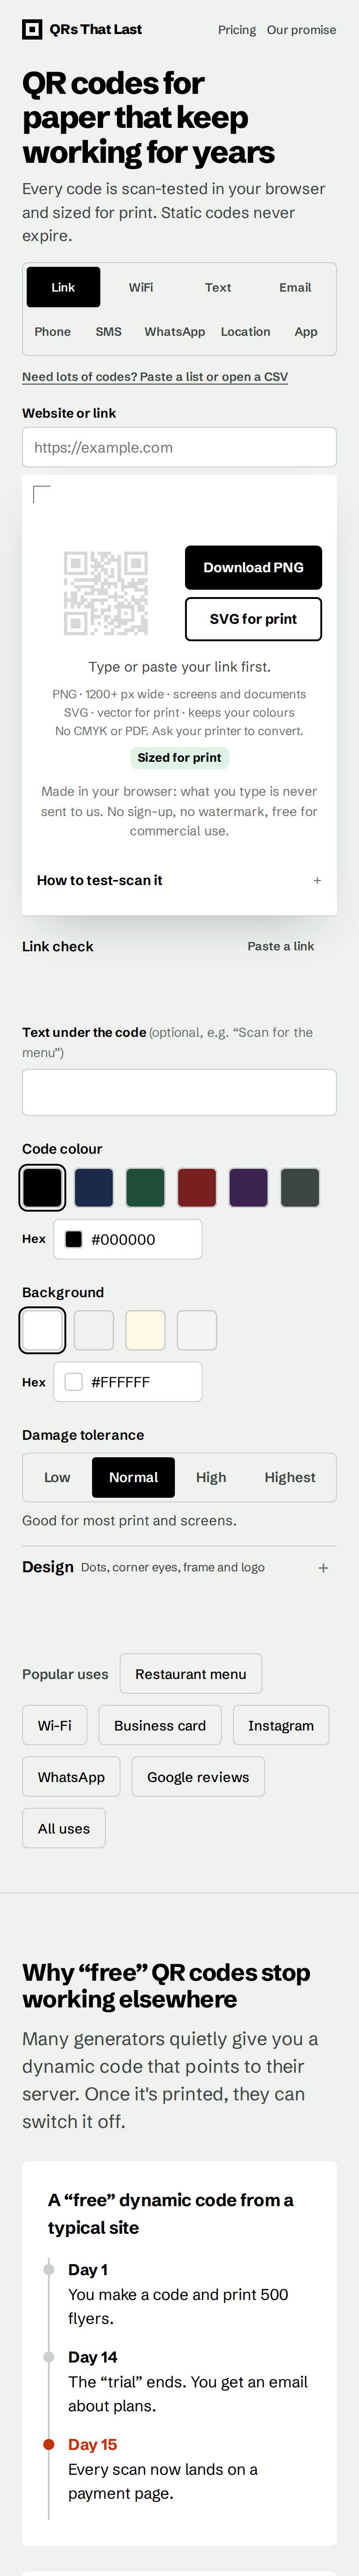 QRs That Last
Pricing
Our promise
QR codes for
paper that keep
working for years
Every code is scan-tested in your browser
and sized for print. Static codes never
expire.
Link
WiFi
Text
Email
Phone
SMS
WhatsApp
Location
App
Need lots of codes? Paste a list or open a CSV
Website or link
https://example.com
Download PNG
SVG for print
Type or paste your link first.
PNG · 1200+ px wide · screens and documents
SVG · vector for print · keeps your colours
No CMYK or PDF. Ask your printer to convert.
Sized for print
Made in your browser: what you type is never
sent to us. No sign-up, no watermark, free for
commercial use.
How to test-scan it +
Link check
Paste a link
Text under the code (optional, e.g. “Scan for the
menu”)
Code colour
Hex #000000
Background
Hex #FFFFFF
Damage tolerance
Low
Normal
High
Highest
Good for most print and screens.
Design Dots, corner eyes, frame and logo +
Popular uses
Restaurant menu
Wi-Fi
Business card
Instagram
WhatsApp
Google reviews
All uses
Why “free” QR codes stop
working elsewhere
Many generators quietly give you a
dynamic code that points to their
server. Once it's printed, they can
switch it off.
A “free” dynamic code from a
typical site
Day 1
You make a code and print 500
flyers.
Day 14
The “trial” ends. You get an email
about plans.
Day 15
Every scan now lands on a
payment page.